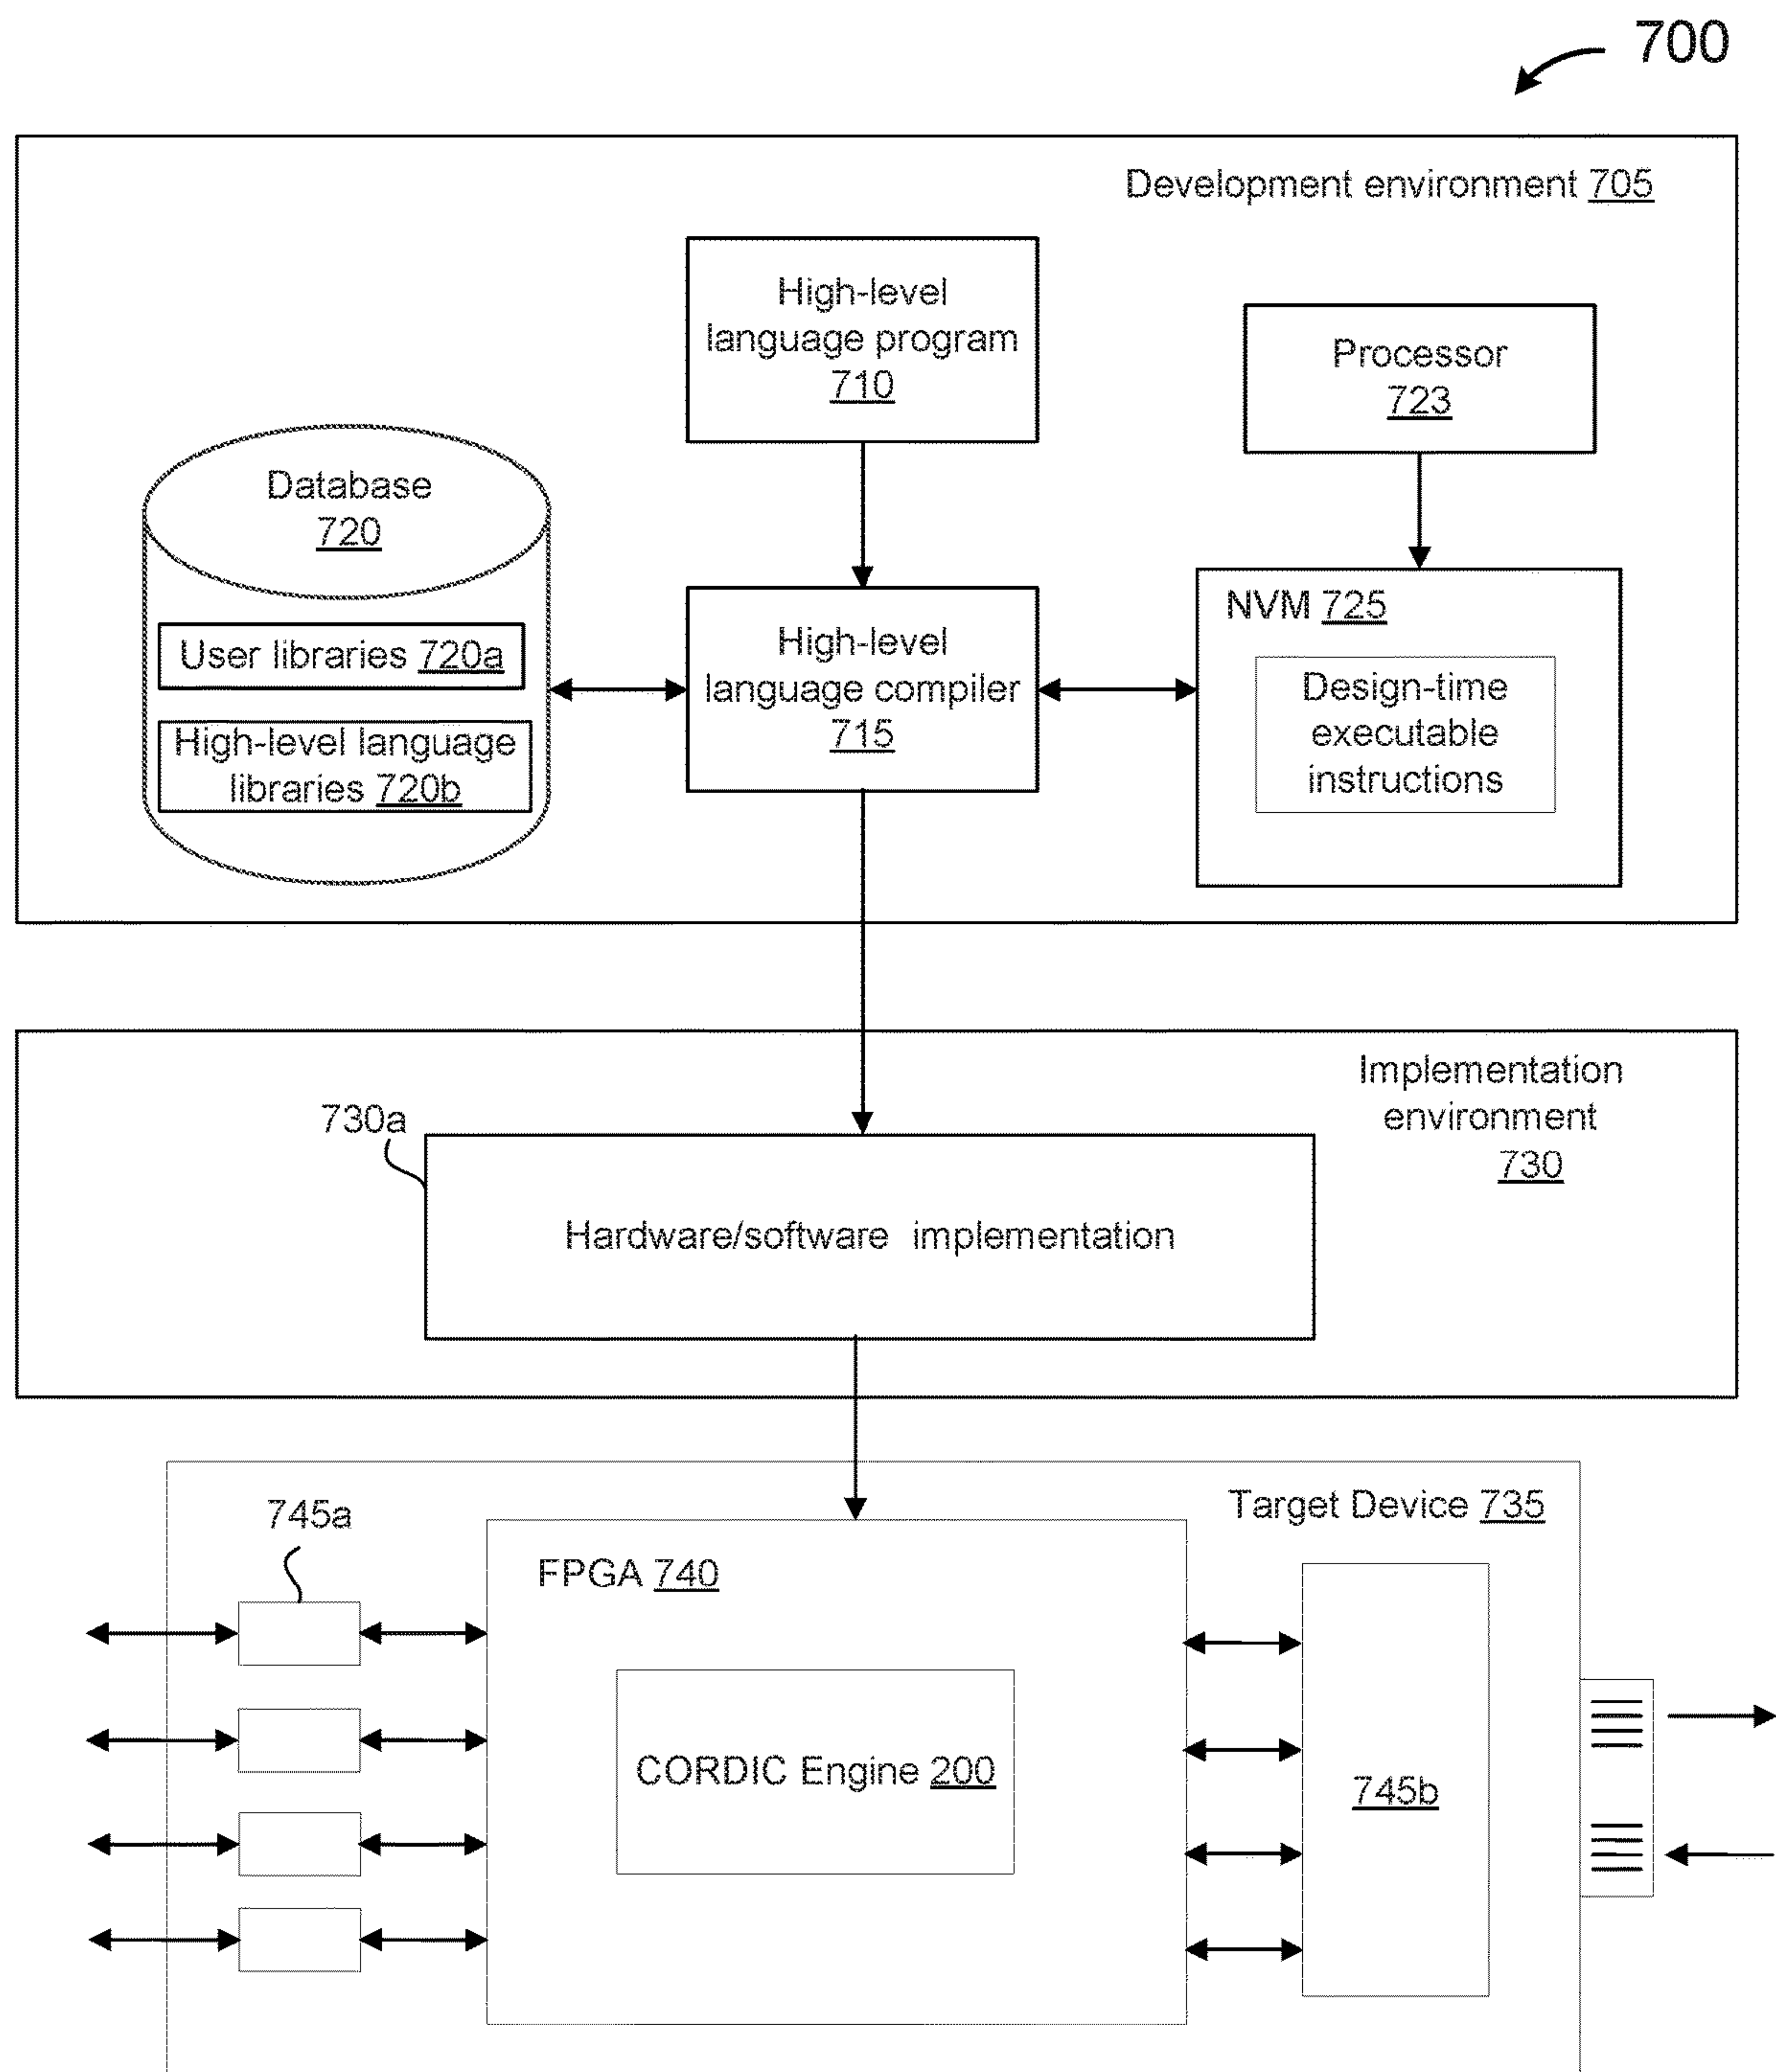 700
Development environment 705
High-level
language program
710
Processor
723
Database
720
User libraries 720a
High-level language
libraries 720b
High-level
language compiler
715
NVM 725
Design-time
executable
instructions
Implementation
environment
730
730a
Hardware/software implementation
Target Device 735
745a
FPGA 740
CORDIC Engine 200
745b